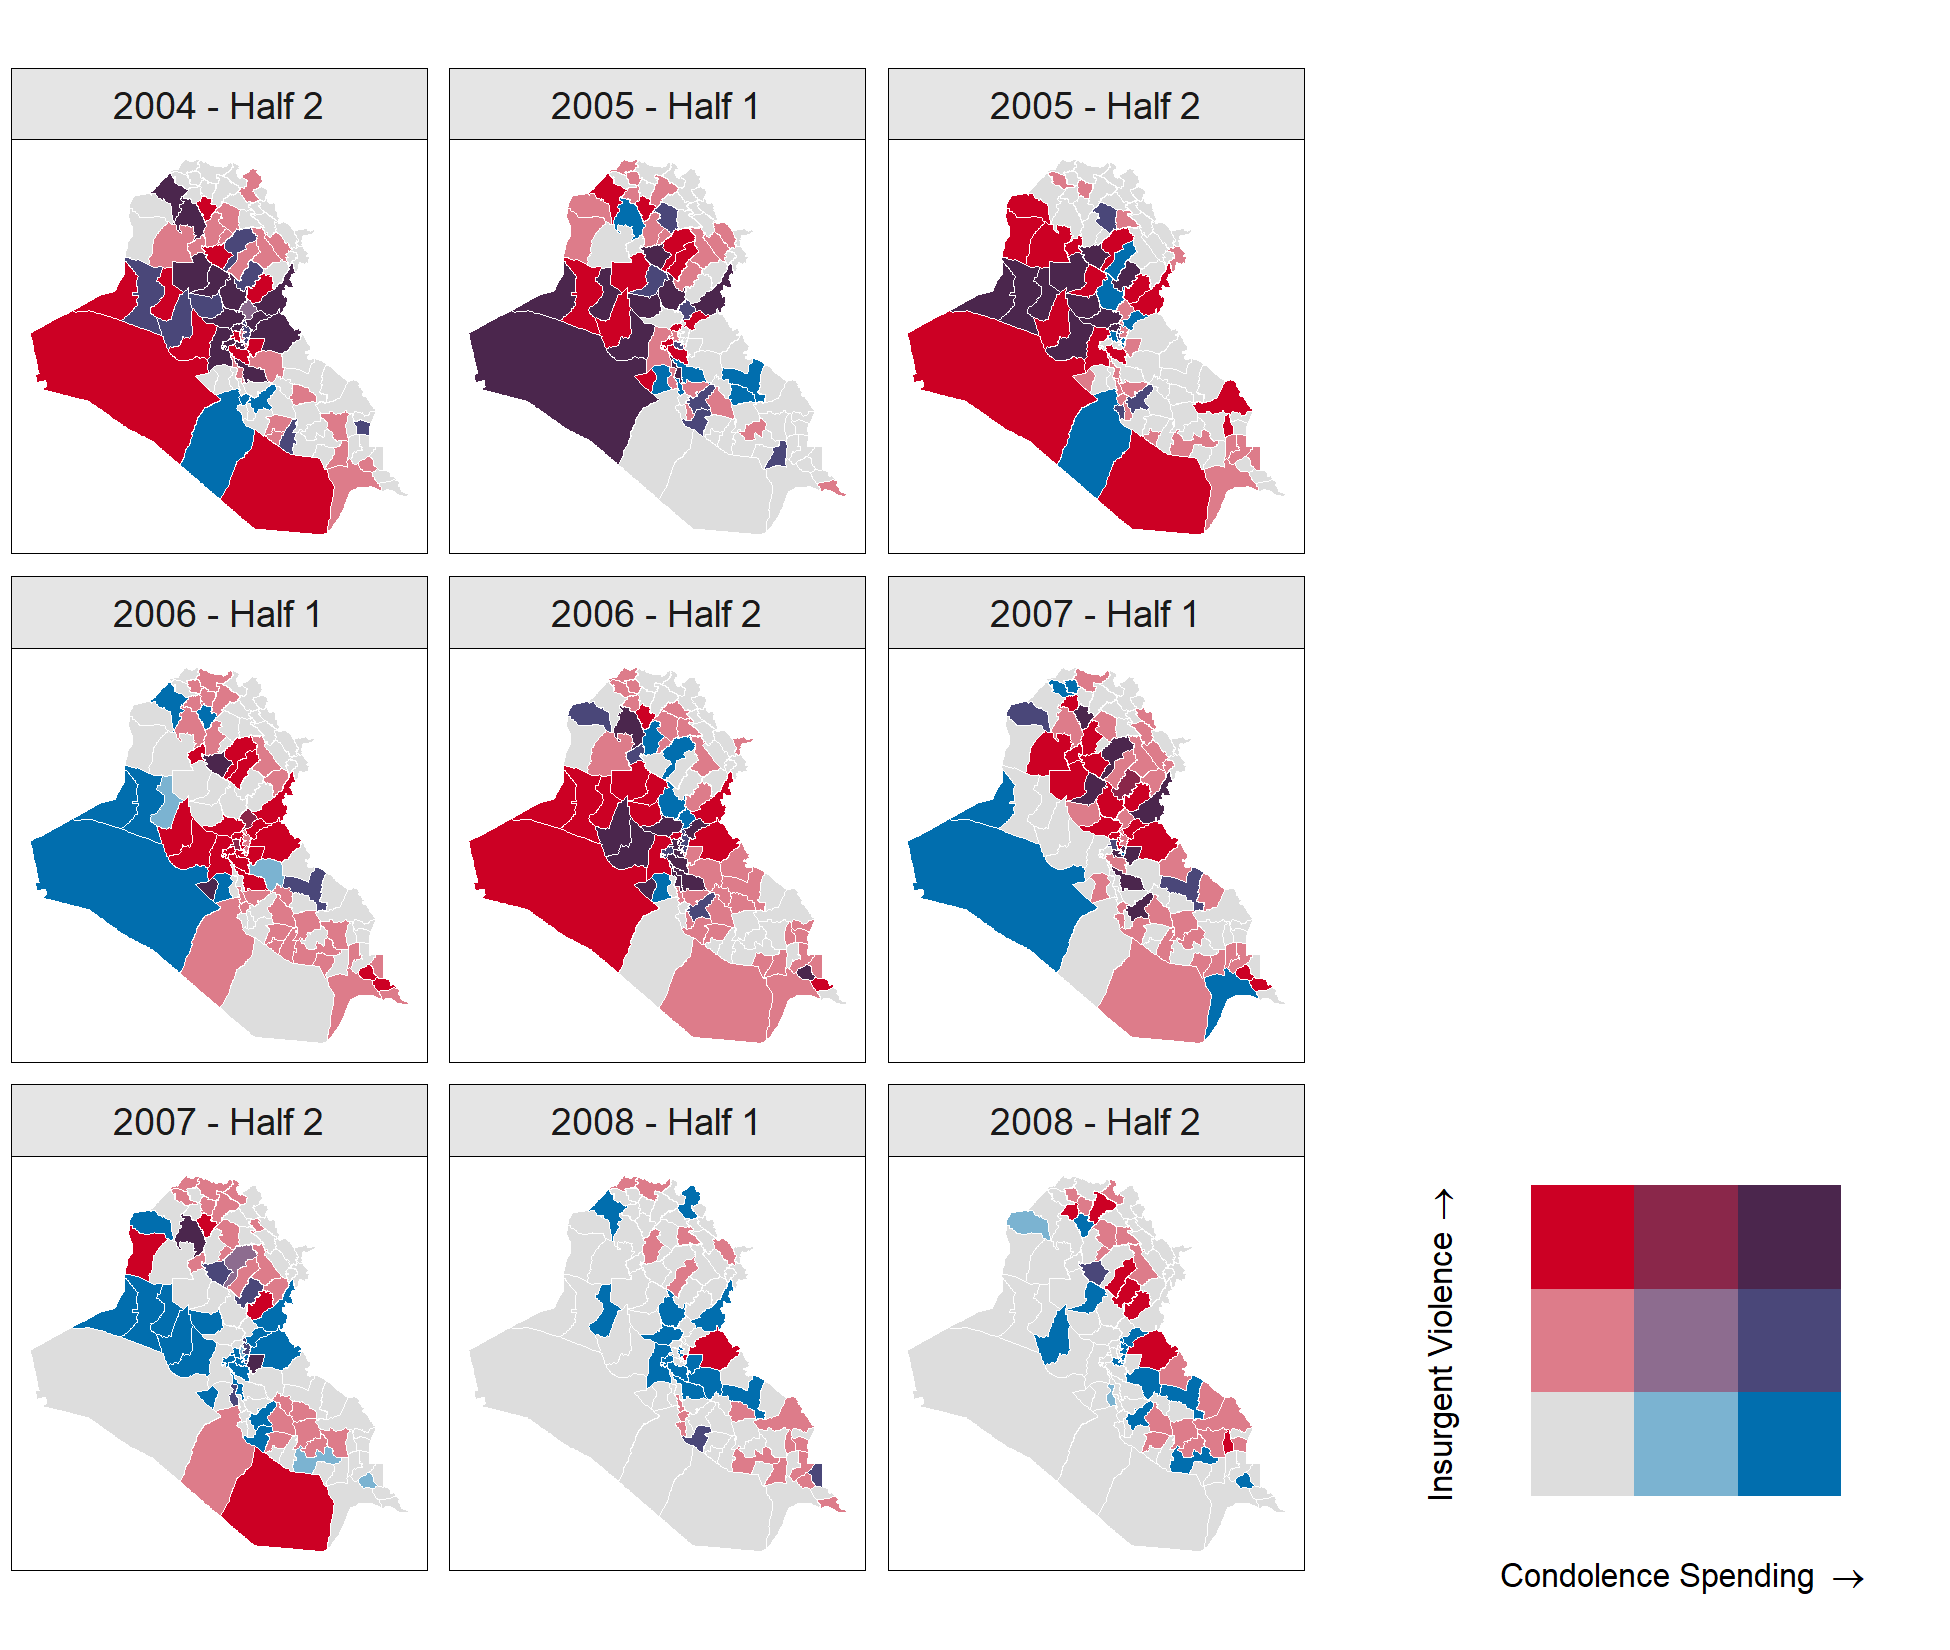 2004 - Half 2
2005 - Half 1
2005 - Half 2
2006 - Half 1
2006 - Half 2
2007 - Half 1
2007 - Half 2
2008 - Half 1
2008 - Half 2
Insurgent Violence →
Condolence Spending →